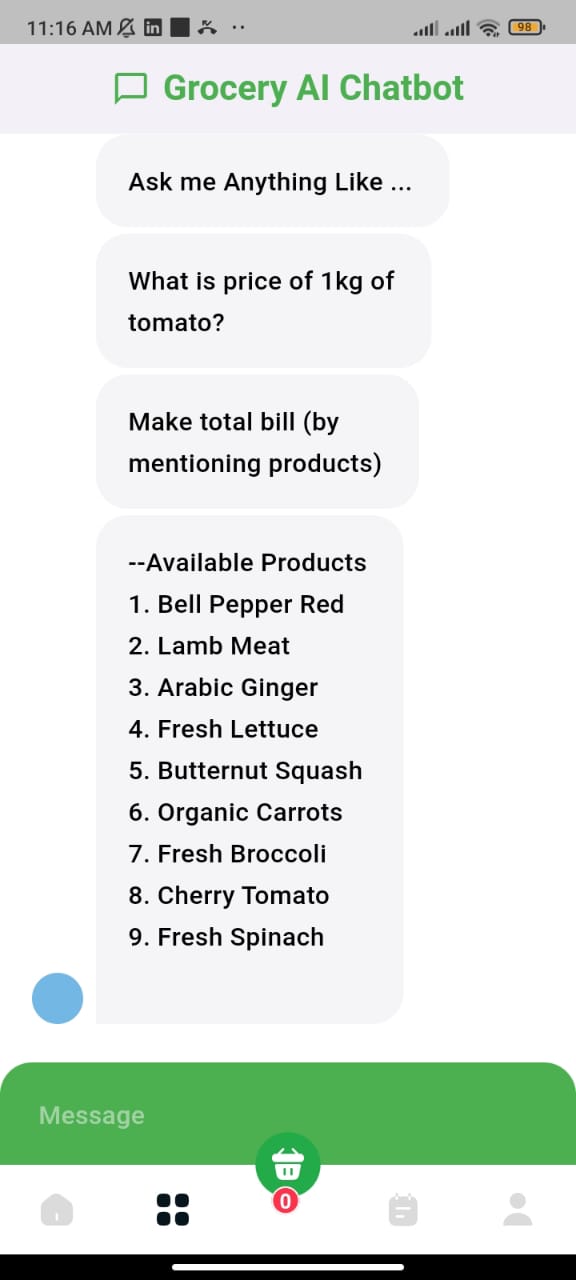 11:16 AM in 98
Grocery AI Chatbot
Ask me Anything Like ...
What is price of 1kg of
tomato?
Make total bill (by
mentioning products)
--Available Products
1. Bell Pepper Red
2. Lamb Meat
3. Arabic Ginger
4. Fresh Lettuce
5. Butternut Squash
6. Organic Carrots
7. Fresh Broccoli
8. Cherry Tomato
9. Fresh Spinach
Message
0